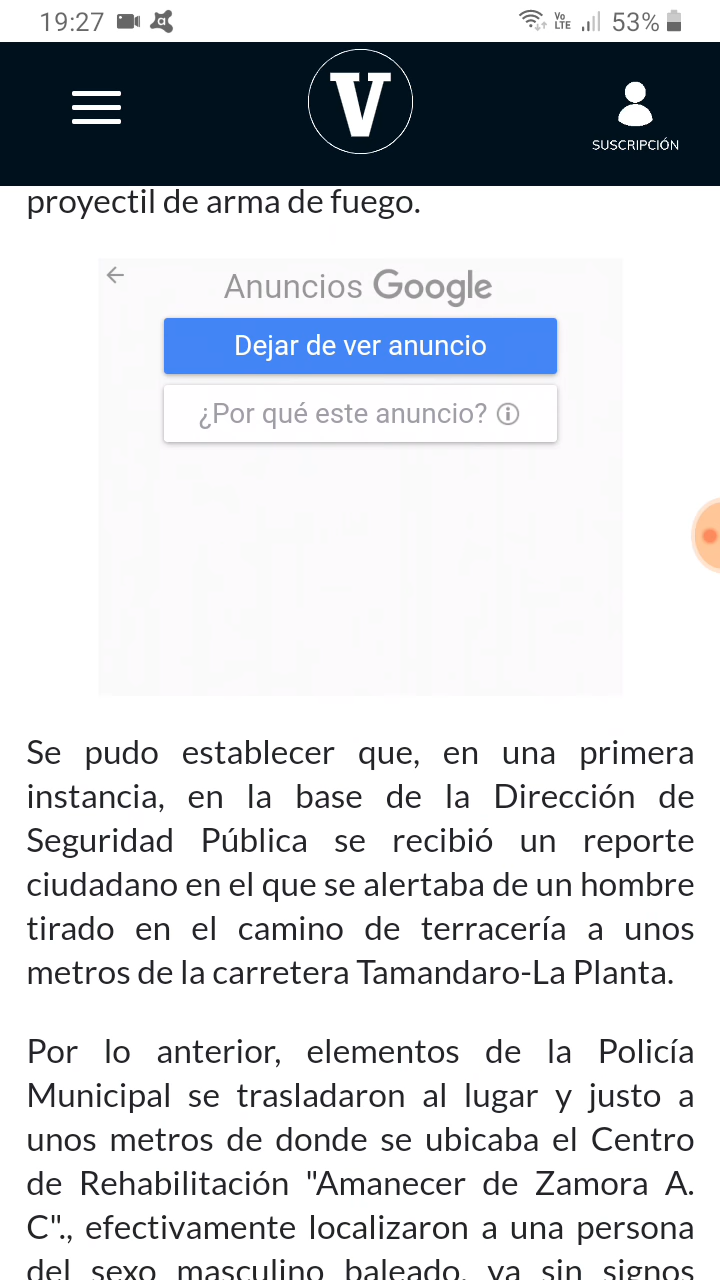 19:27
Vo LTE 53%
V
SUSCRIPCIÓN
proyectil de arma de fuego.
Anuncios Google
Dejar de ver anuncio
¿Por qué este anuncio?
Se pudo establecer que, en una primera
instancia, en la base de la Dirección de
Seguridad Pública se recibió un reporte
ciudadano en el que se alertaba de un hombre
tirado en el camino de terracería a unos
metros de la carretera Tamandaro-La Planta.
Por lo anterior, elementos de la Policía
Municipal se trasladaron al lugar y justo a
unos metros de donde se ubicaba el Centro
de Rehabilitación "Amanecer de Zamora A.
C"., efectivamente localizaron a una persona
del sexo masculino baleado, ya sin signos